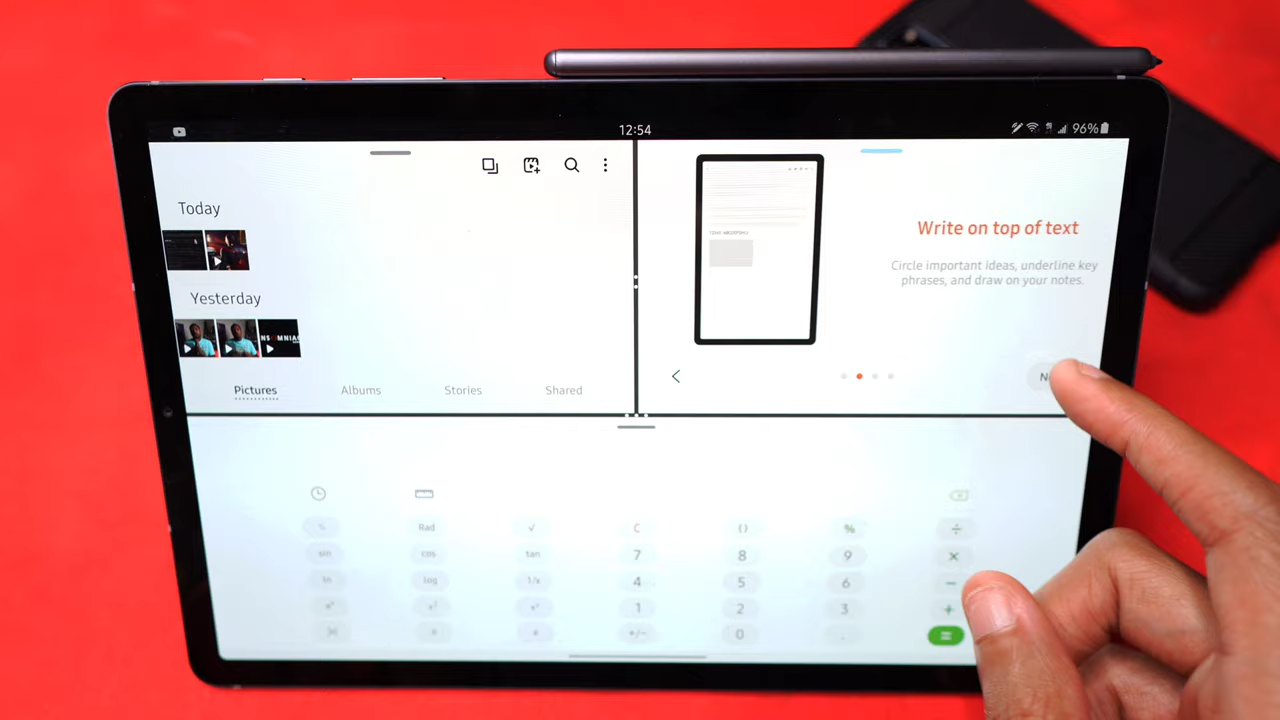 12:54
96%
Today
Yesterday
Pictures
Albums
Stories
Shared
Write on top of text
Circle important ideas, underline key
phrases, and draw on your notes.
Rad
√
C
( )
%
÷
sin
cos
tan
7
8
9
×
ln
log
1/x
4
5
6
−
1
2
3
+
+/−
0
.
=